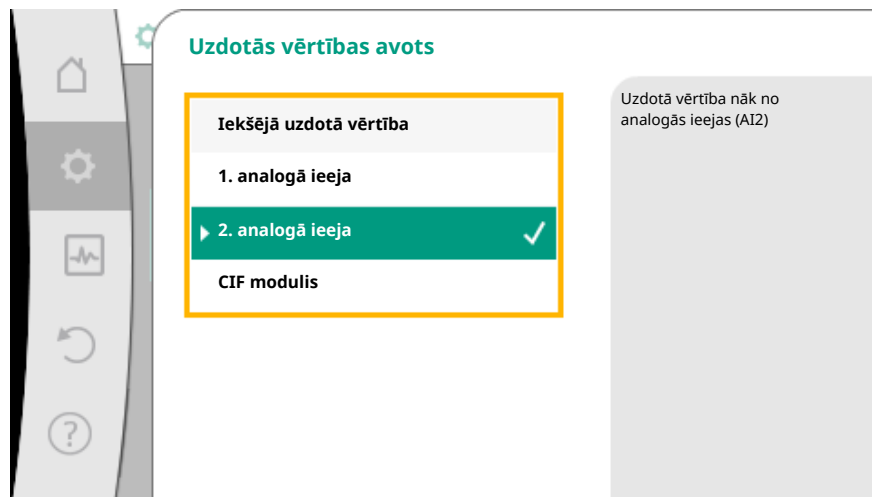 Uzdotās vērtības avots
Iekšējā uzdotā vērtība
1. analogā ieeja
2. analogā ieeja
CIF modulis
Uzdotā vērtība nāk no
analogās ieejas (AI2)
?